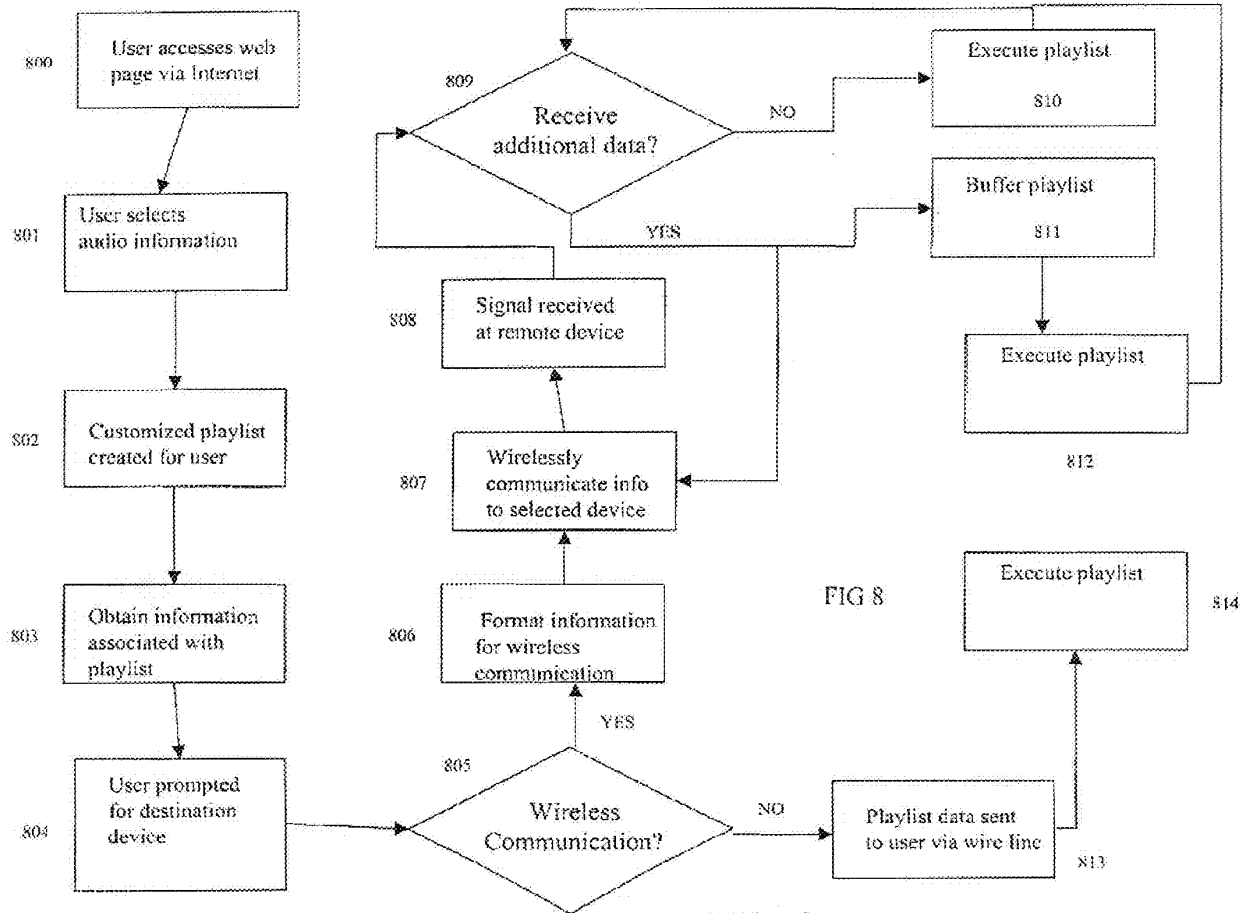 800
User accesses web
page via Internet
801
User selects
audio information
802
Customized playlist
created for user
803
Obtain information
associated with
playlist
804
User prompted
for destination
device
805
Wireless
Communication?
YES
NO
806
Format information
for wireless
communication
807
Wirelessly
communicate info
to selected device
808
Signal received
at remote device
809
Receive
additional data?
NO
YES
Execute playlist
810
Buffer playlist
811
Execute playlist
812
Playlist data sent
to user via wire line
813
Execute playlist
814
FIG 8